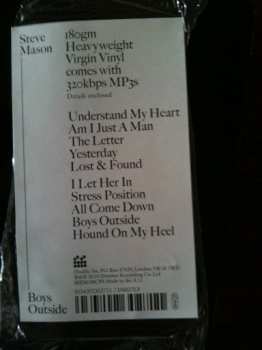 Steve
Mason
180gm
Heavyweight
Virgin Vinyl
comes with
320kbps MP3s
Details enclosed
Understand My Heart
Am I Just A Man
The Letter
Yesterday
Lost & Found
I Let Her In
Stress Position
All Come Down
Boys Outside
Hound On My Heel
Boys
Outside